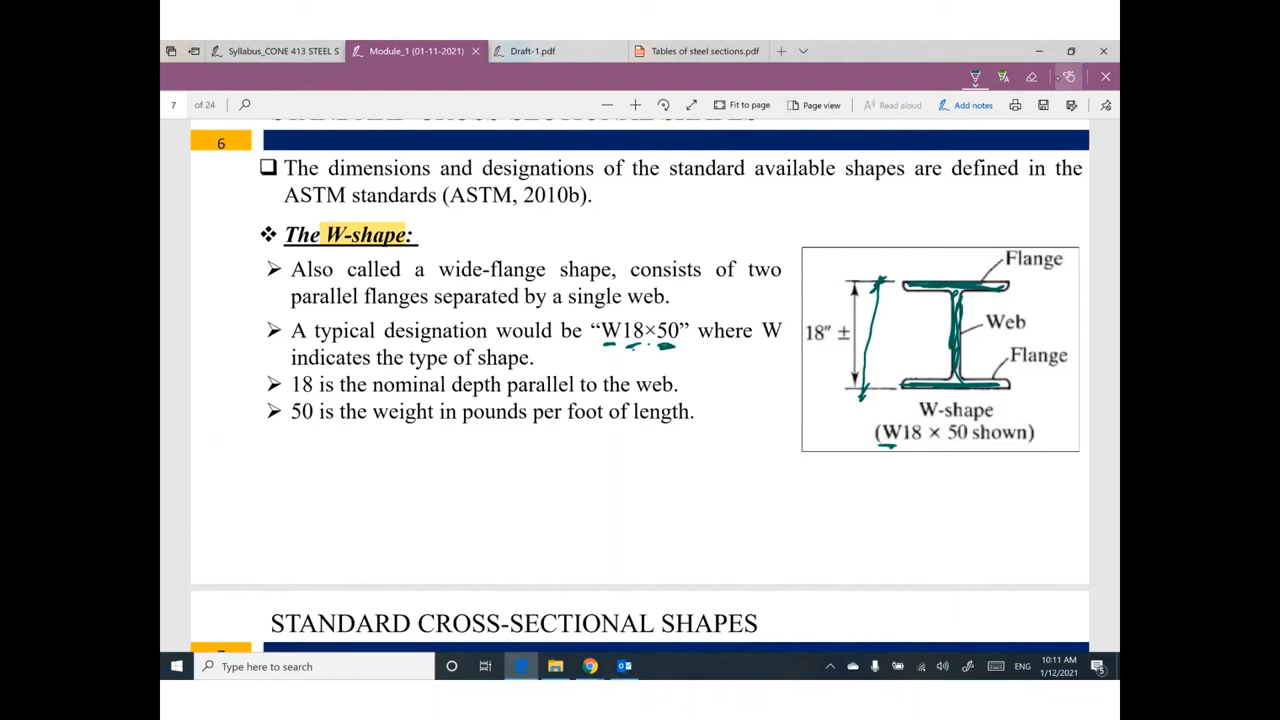 Syllabus_CONE 413 STEEL S
Module_1 (01-11-2021)
Draft-1.pdf
Tables of steel sections.pdf
7 of 24
Fit to page
Page view
Read aloud
Add notes
6
The dimensions and designations of the standard available shapes are defined in the
ASTM standards (ASTM, 2010b).
The W-shape:
Also called a wide-flange shape, consists of two
parallel flanges separated by a single web.
A typical designation would be “W18×50” where W
indicates the type of shape.
18 is the nominal depth parallel to the web.
50 is the weight in pounds per foot of length.
Flange
18″ ±
Web
Flange
W-shape
(W18 × 50 shown)
STANDARD CROSS-SECTIONAL SHAPES
Type here to search
ENG
10:11 AM
1/12/2021
5